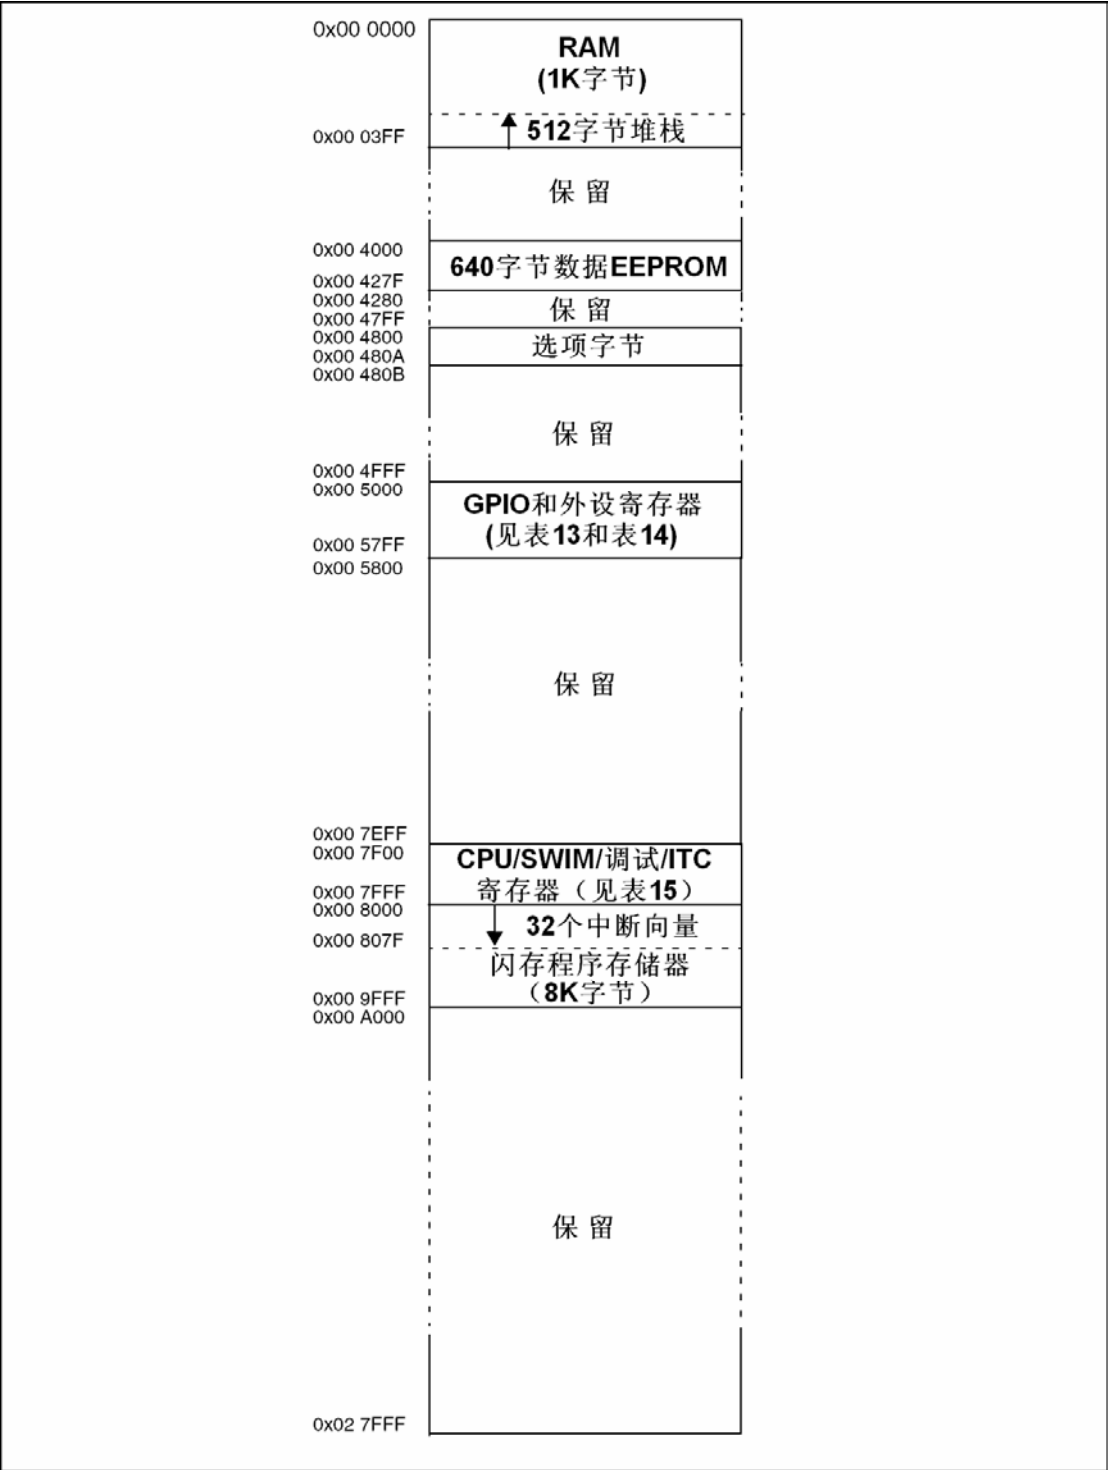 0x00 0000
RAM
(1K字节)
512字节堆栈
0x00 03FF
保留
0x00 4000
640字节数据EEPROM
0x00 427F
0x00 4280
保留
0x00 47FF
0x00 4800
选项字节
0x00 480A
0x00 480B
保留
0x00 4FFF
0x00 5000
GPIO和外设寄存器
(见表13和表14)
0x00 57FF
0x00 5800
保留
0x00 7EFF
0x00 7F00
CPU/SWIM/调试/ITC
寄存器（见表15）
0x00 7FFF
0x00 8000
32个中断向量
0x00 807F
闪存程序存储器
（8K字节）
0x00 9FFF
0x00 A000
保留
0x02 7FFF